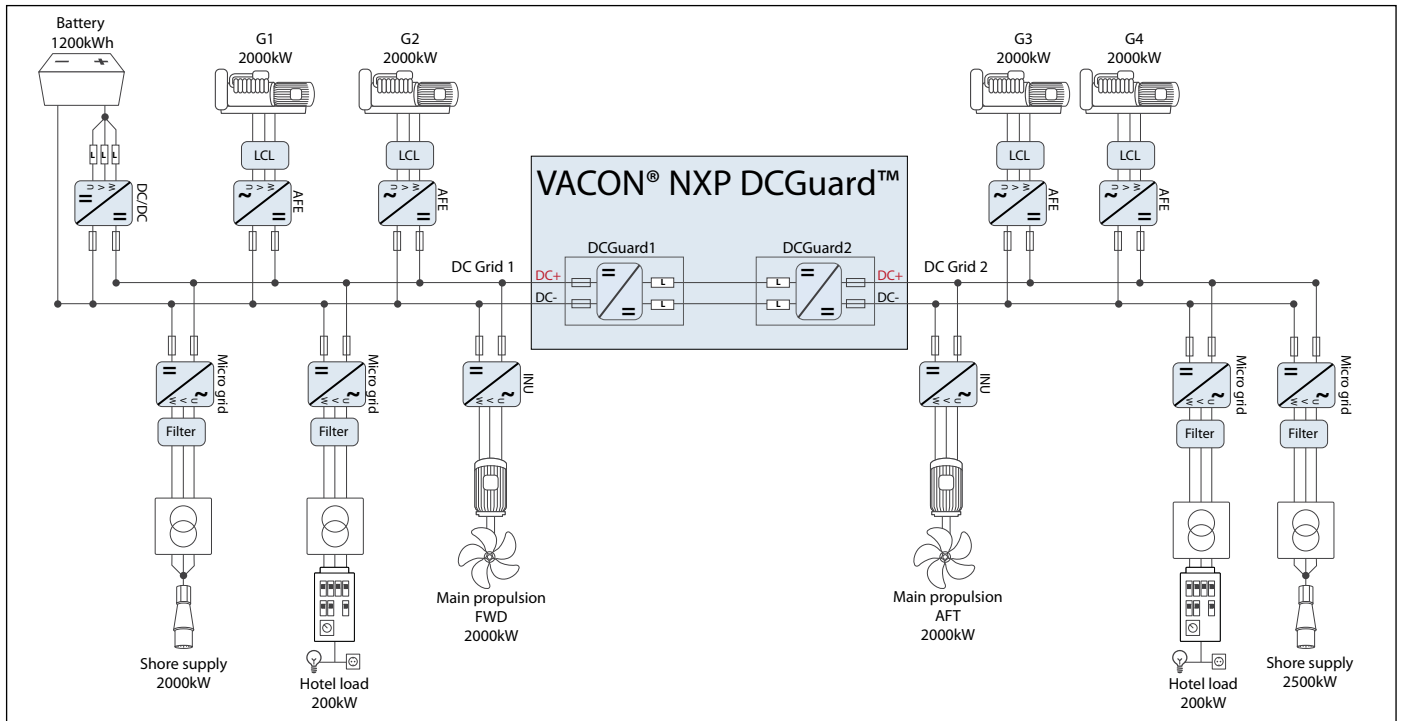 Battery
1200kWh
G1
2000kW
G2
2000kW
G3
2000kW
G4
2000kW
LCL
LCL
LCL
LCL
L
L
L
U
V
W
DC/DC
U
V
W
AFE
U
V
W
AFE
U
V
W
AFE
U
V
W
AFE
VACON® NXP DCGuard™
DCGuard1
DCGuard2
DC Grid 1
DC+
DC-
L
L
L
L
DC+
DC-
DC Grid 2
U
V
W
Micro grid
U
V
W
Micro grid
U
V
W
INU
U
V
W
INU
U
V
W
Micro grid
U
V
W
Micro grid
Filter
Filter
Filter
Filter
Main propulsion
FWD
2000kW
Main propulsion
AFT
2000kW
Shore supply
2000kW
Hotel load
200kW
Hotel load
200kW
Shore supply
2500kW